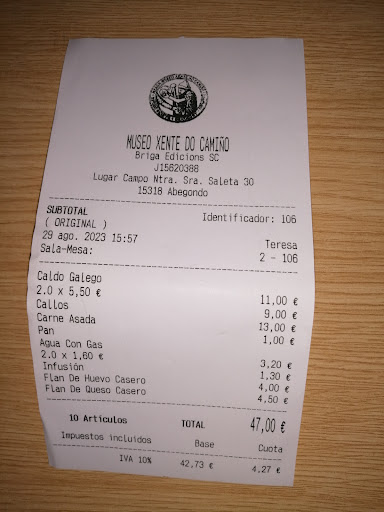 MUSEO XENTE DO CAMIÑO
Briga Edicions SC
J15620388
Lugar Campo Ntra. Sra. Saleta 30
15318 Abegondo
SUBTOTAL Identificador: 106
( ORIGINAL )
29 ago. 2023 15:57 Teresa
Sala-Mesa: 2 - 106
Caldo Galego
2.0 x 5,50 € 11,00 €
Callos 9,00 €
Carne Asada 13,00 €
Pan 1,00 €
Agua Con Gas
2.0 x 1,60 € 3,20 €
Infusión 1,30 €
Flan De Huevo Casero 4,00 €
Flan De Queso Casero 4,50 €
10 Artículos TOTAL 47,00 €
Impuestos incluidos Base Cuota
IVA 10% 42,73 € 4,27 €